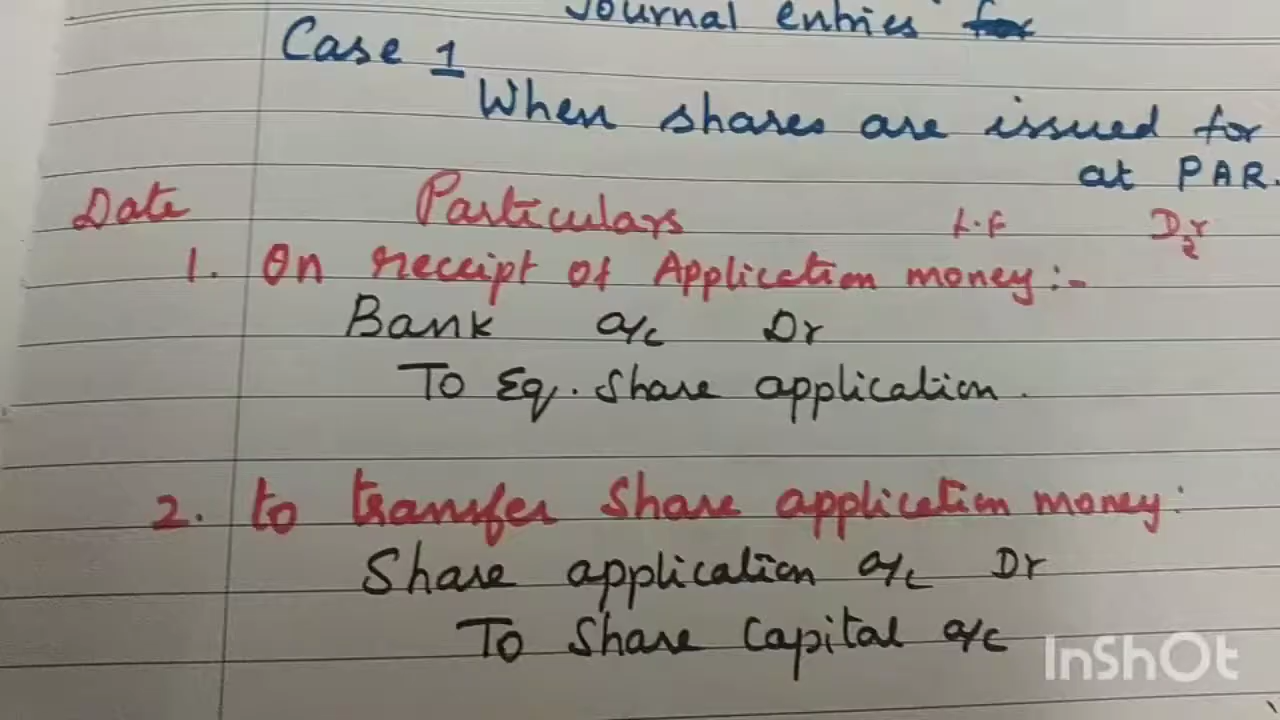 Journal entries for
Case 1
When shares are issued for
at PAR.
Date Particulars L.F Dr
1. On receipt of Application money:-
Bank a/c Dr
To Eq. Share application.
2. to transfer Share application money:
Share application a/c Dr
To Share Capital a/c
InShOt